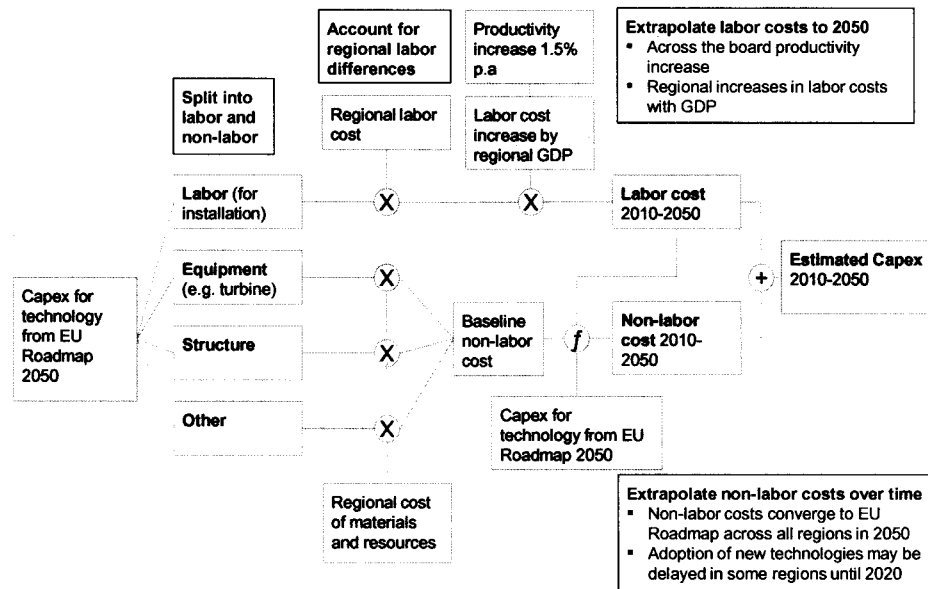 Account for
regional labor
differences
Productivity
increase 1.5%
p.a
Extrapolate labor costs to 2050
▪ Across the board productivity
increase
▪ Regional increases in labor costs
with GDP
Split into
labor and
non-labor
Regional labor
cost
Labor cost
increase by
regional GDP
Labor (for
installation)
X
X
Labor cost
2010-2050
Equipment
(e.g. turbine)
X
+
Estimated Capex
2010-2050
Capex for
technology
from EU
Roadmap
2050
Structure
X
Baseline
non-labor
cost
f
Non-labor
cost 2010-
2050
Other
X
Capex for
technology from EU
Roadmap 2050
Regional cost
of materials
and resources
Extrapolate non-labor costs over time
▪ Non-labor costs converge to EU
Roadmap across all regions in 2050
▪ Adoption of new technologies may be
delayed in some regions until 2020